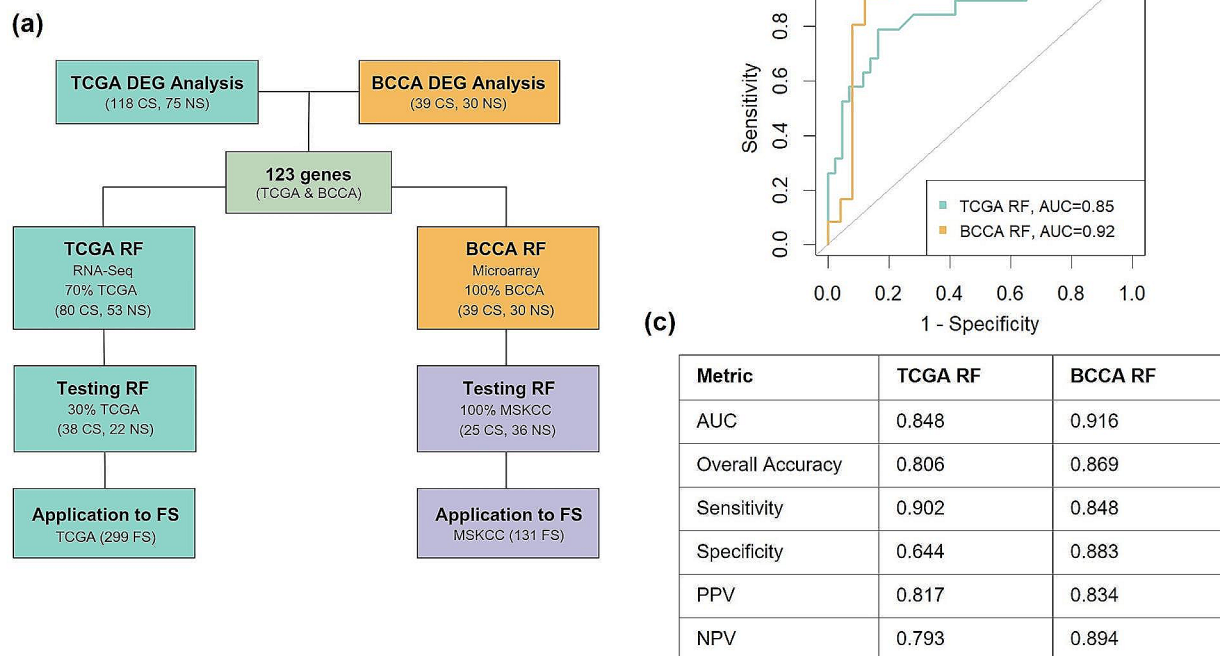 (a)
TCGA DEG Analysis
(118 CS, 75 NS)
BCCA DEG Analysis
(39 CS, 30 NS)
123 genes
(TCGA & BCCA)
TCGA RF
RNA-Seq
70% TCGA
(80 CS, 53 NS)
BCCA RF
Microarray
100% BCCA
(39 CS, 30 NS)
Testing RF
30% TCGA
(38 CS, 22 NS)
Testing RF
100% MSKCC
(25 CS, 36 NS)
Application to FS
TCGA (299 FS)
Application to FS
MSKCC (131 FS)
Sensitivity
0.8
0.6
0.4
0.2
0.0
TCGA RF, AUC=0.85
BCCA RF, AUC=0.92
0.0 0.2 0.4 0.6 0.8 1.0
1 - Specificity
(c)
Metric TCGA RF BCCA RF
AUC 0.848 0.916
Overall Accuracy 0.806 0.869
Sensitivity 0.902 0.848
Specificity 0.644 0.883
PPV 0.817 0.834
NPV 0.793 0.894